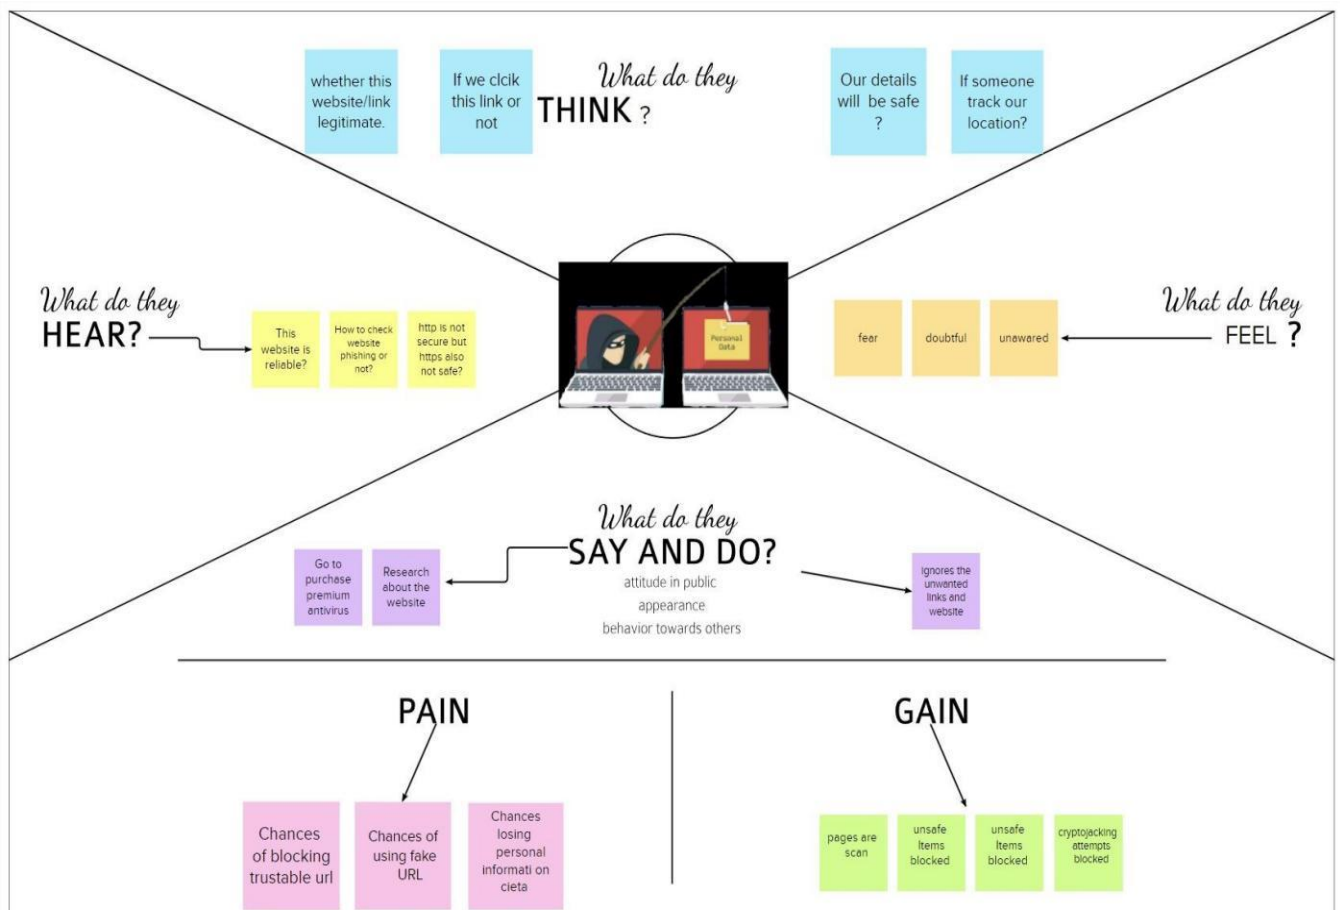 What do they
THINK ?
whether this
website/link
legitimate.
If we clcik
this link or
not
Our details
will be safe
?
If someone
track our
location?
What do they
HEAR?
This
website is
reliable?
How to check
website
phishing or
not?
http is not
secure but
https also
not safe?
Personal
Data
What do they
FEEL ?
fear
doubtful
unawared
What do they
SAY AND DO?
attitude in public
appearance
behavior towards others
Go to
purchase
premium
antivirus
Research
about the
website
Ignores the
unwanted
links and
website
PAIN
Chances
of blocking
trustable url
Chances of
using fake
URL
Chances
losing
personal
informati on
cieta
GAIN
pages are
scan
unsafe
Items
blocked
unsafe
Items
blocked
cryptojacking
attempts
blocked